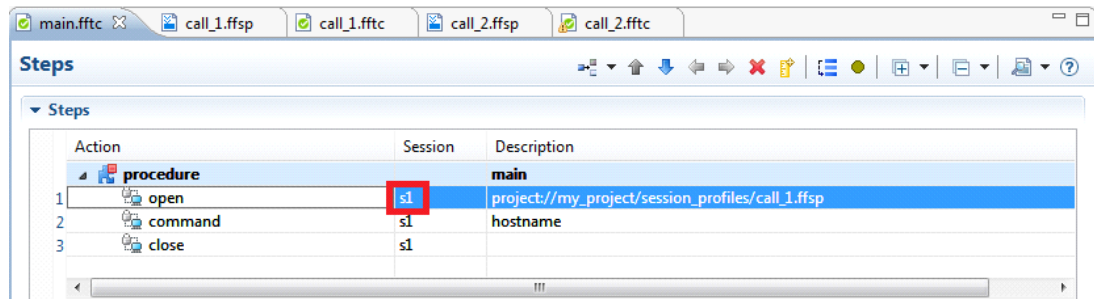 main.fftc call_1.ffsp call_1.fftc call_2.ffsp call_2.fftc
Steps
Steps
Action Session Description
procedure main
1 open s1 project://my_project/session_profiles/call_1.ffsp
2 command s1 hostname
3 close s1